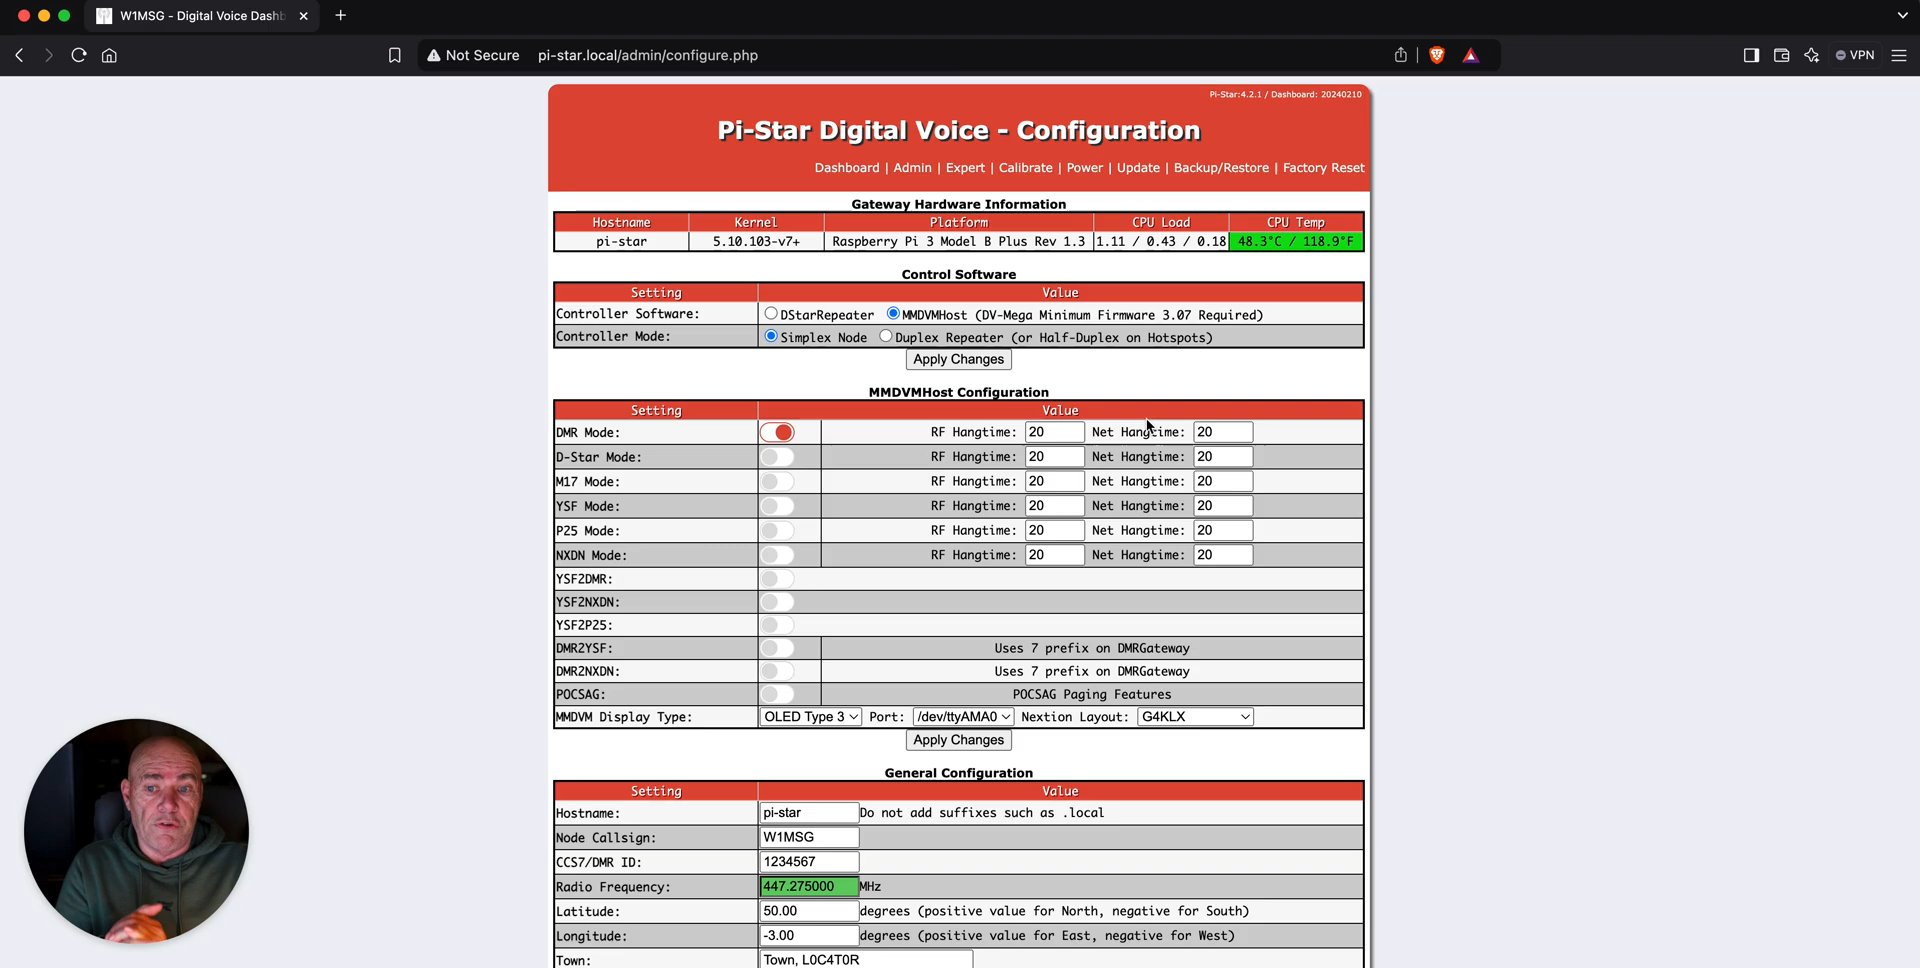 W1MSG - Digital Voice Dashb
Not Secure pi-star.local/admin/configure.php VPN
Pi-Star:4.2.1 / Dashboard: 20240210
Pi-Star Digital Voice - Configuration
Dashboard | Admin | Expert | Calibrate | Power | Update | Backup/Restore | Factory Reset
Gateway Hardware Information
Hostname Kernel Platform CPU Load CPU Temp
pi-star 5.10.103-v7+ Raspberry Pi 3 Model B Plus Rev 1.3 1.11 / 0.43 / 0.18 48.3°C / 118.9°F
Control Software
Setting Value
Controller Software: DStarRepeater MMDVMHost (DV-Mega Minimum Firmware 3.07 Required)
Controller Mode: Simplex Node Duplex Repeater (or Half-Duplex on Hotspots)
Apply Changes
MMDVMHost Configuration
Setting Value
DMR Mode: RF Hangtime: 20 Net Hangtime: 20
D-Star Mode: RF Hangtime: 20 Net Hangtime: 20
M17 Mode: RF Hangtime: 20 Net Hangtime: 20
YSF Mode: RF Hangtime: 20 Net Hangtime: 20
P25 Mode: RF Hangtime: 20 Net Hangtime: 20
NXDN Mode: RF Hangtime: 20 Net Hangtime: 20
YSF2DMR:
YSF2NXDN:
YSF2P25:
DMR2YSF: Uses 7 prefix on DMRGateway
DMR2NXDN: Uses 7 prefix on DMRGateway
POCSAG: POCSAG Paging Features
MMDVM Display Type: OLED Type 3 Port: /dev/ttyAMA0 Nextion Layout: G4KLX
Apply Changes
General Configuration
Setting Value
Hostname: pi-star Do not add suffixes such as .local
Node Callsign: W1MSG
CCS7/DMR ID: 1234567
Radio Frequency: 447.275000 MHz
Latitude: 50.00 degrees (positive value for North, negative for South)
Longitude: -3.00 degrees (positive value for East, negative for West)
Town: Town, L0C4T0R